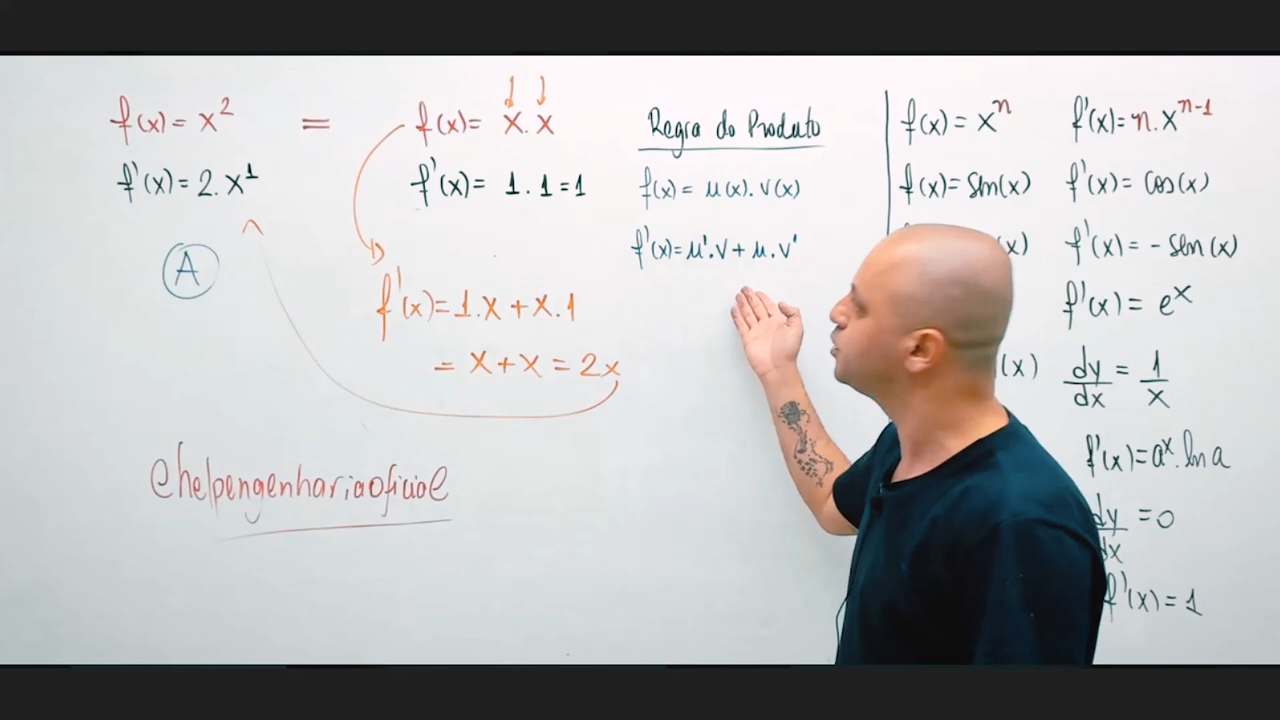 f(x) = x² = f(x) = x . x
f'(x) = 2 . x¹
f'(x) = 1 . 1 = 1
A
f'(x) = 1 . x + x . 1
= x + x = 2x
@helpengenhariaoficial
Regra do Produto
f(x) = u(x) . v(x)
f'(x) = u' . v + u . v'
f(x) = xⁿ f'(x) = n . xⁿ⁻¹
f(x) = sen(x) f'(x) = cos(x)
(x) f'(x) = - sen(x)
f'(x) = eˣ
(x) dy/dx = 1/x
f'(x) = aˣ . ln a
dy/dx = 0
f'(x) = 1